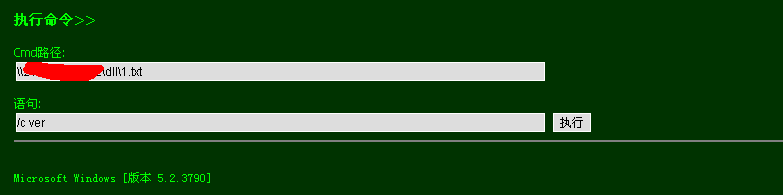 执行命令>>
Cmd路径:
\dll\1.txt
语句:
/c ver 执行
Microsoft Windows [版本 5.2.3790]